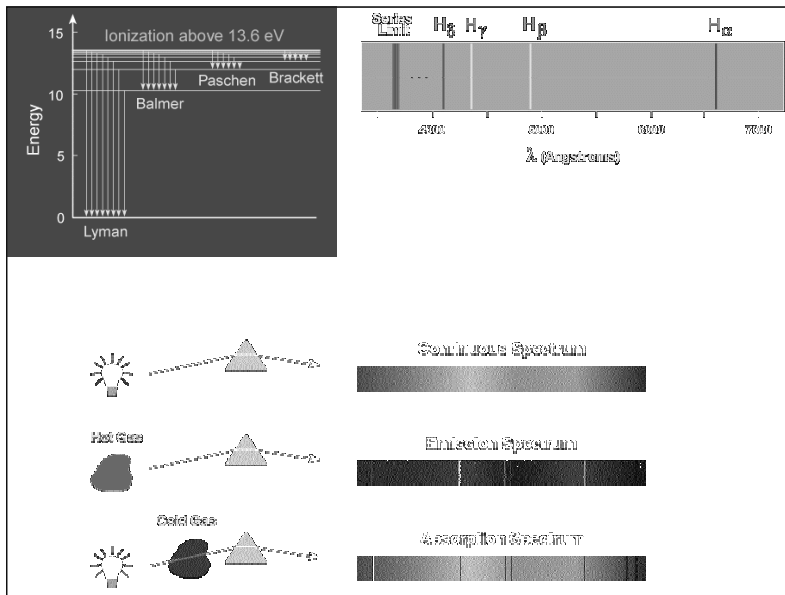 15
Ionization above 13.6 eV
Paschen
Brackett
Balmer
10
Energy
5
0
Lyman
Series
Limit
Hδ Hγ Hβ Hα
4000 5000 6000 7000
λ (Angstroms)
Continuous Spectrum
Hot Gas
Emission Spectrum
Cold Gas
Absorption Spectrum